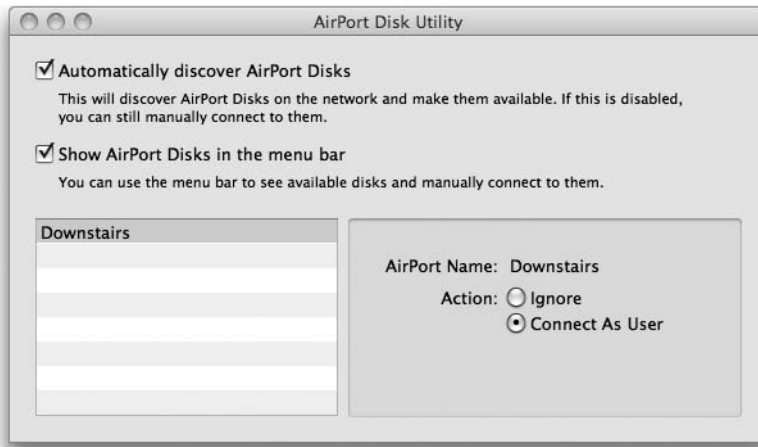 AirPort Disk Utility
Automatically discover AirPort Disks
This will discover AirPort Disks on the network and make them available. If this is disabled,
you can still manually connect to them.
Show AirPort Disks in the menu bar
You can use the menu bar to see available disks and manually connect to them.
Downstairs
AirPort Name: Downstairs
Action: Ignore
Connect As User